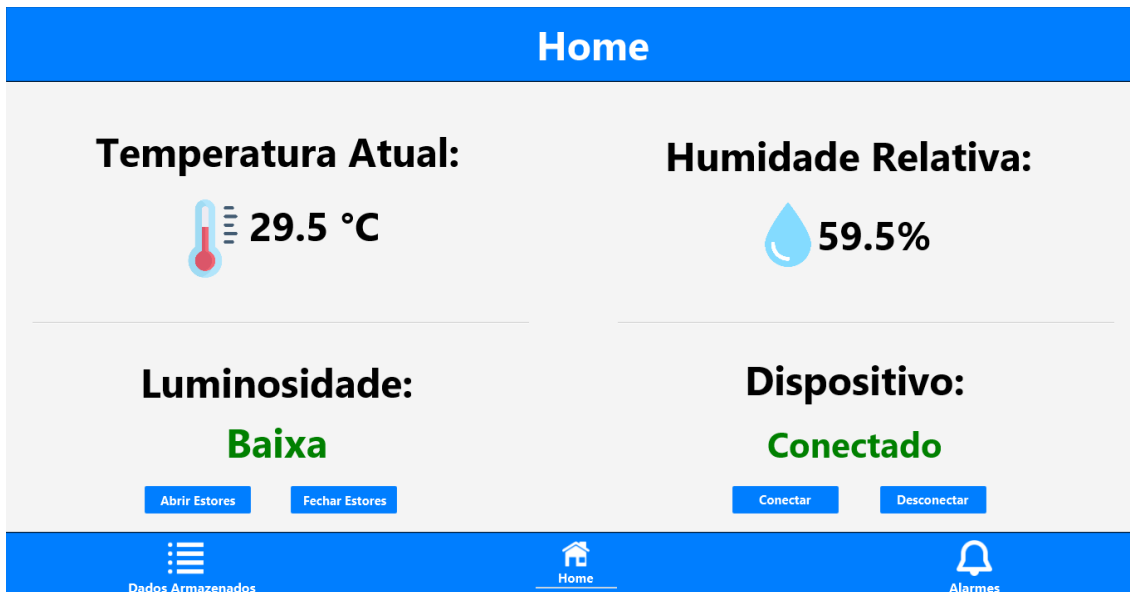 Home
Temperatura Atual:
29.5 °C
Humidade Relativa:
59.5%
Luminosidade:
Baixa
Abrir Estores
Fechar Estores
Dispositivo:
Conectado
Conectar
Desconectar
Dados Armazenados
Home
Alarmes